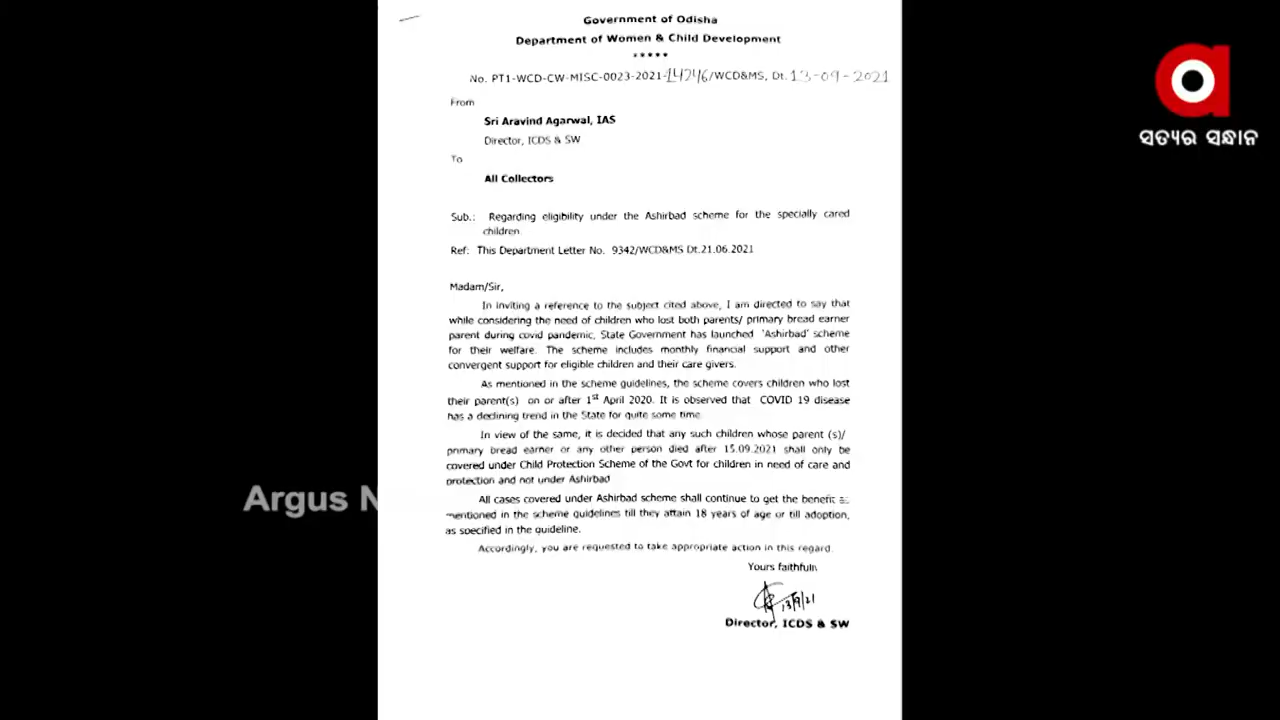 Government of Odisha
Department of Women & Child Development
*****
No. PT1-WCD-CW-MISC-0023-2021-14246/WCD&MS, Dt.13-09-2021
From
Sri Aravind Agarwal, IAS
Director, ICDS & SW
To
All Collectors
Sub.: Regarding eligibility under the Ashirbad scheme for the specially cared
children.
Ref: This Department Letter No. 9342/WCD&MS Dt.21.06.2021
Madam/Sir,
In inviting a reference to the subject cited above, I am directed to say that
while considering the need of children who lost both parents/ primary bread earner
parent during covid pandemic, State Government has launched 'Ashirbad' scheme
for their welfare. The scheme includes monthly financial support and other
convergent support for eligible children and their care givers.
As mentioned in the scheme guidelines, the scheme covers children who lost
their parent(s) on or after 1st April 2020. It is observed that COVID 19 disease
has a declining trend in the State for quite some time.
In view of the same, it is decided that any such children whose parent (s)/
primary bread earner or any other person died after 15.09.2021 shall only be
covered under Child Protection Scheme of the Govt for children in need of care and
protection and not under Ashirbad
All cases covered under Ashirbad scheme shall continue to get the benefit as
mentioned in the scheme guidelines till they attain 18 years of age or till adoption,
as specified in the guideline.
Accordingly, you are requested to take appropriate action in this regard.
Yours faithfully
13/9/21
Director, ICDS & SW
ସତ୍ୟର ସନ୍ଧାନ
Argus N